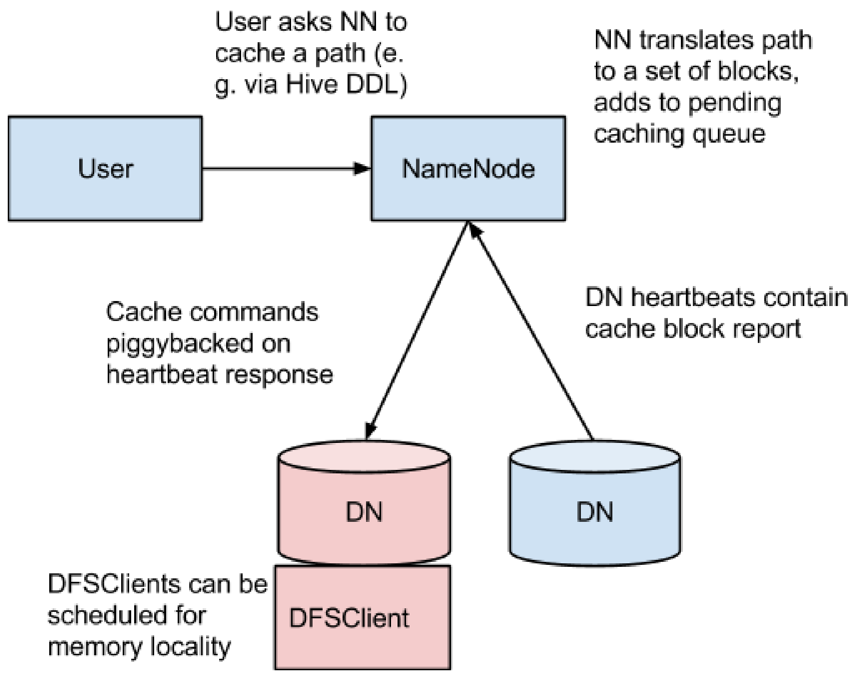 User asks NN to
cache a path (e.
g. via Hive DDL)
NN translates path
to a set of blocks,
adds to pending
caching queue
User
NameNode
Cache commands
piggybacked on
heartbeat response
DN heartbeats contain
cache block report
DN
DN
DFSClients can be
scheduled for
memory locality
DFSClient